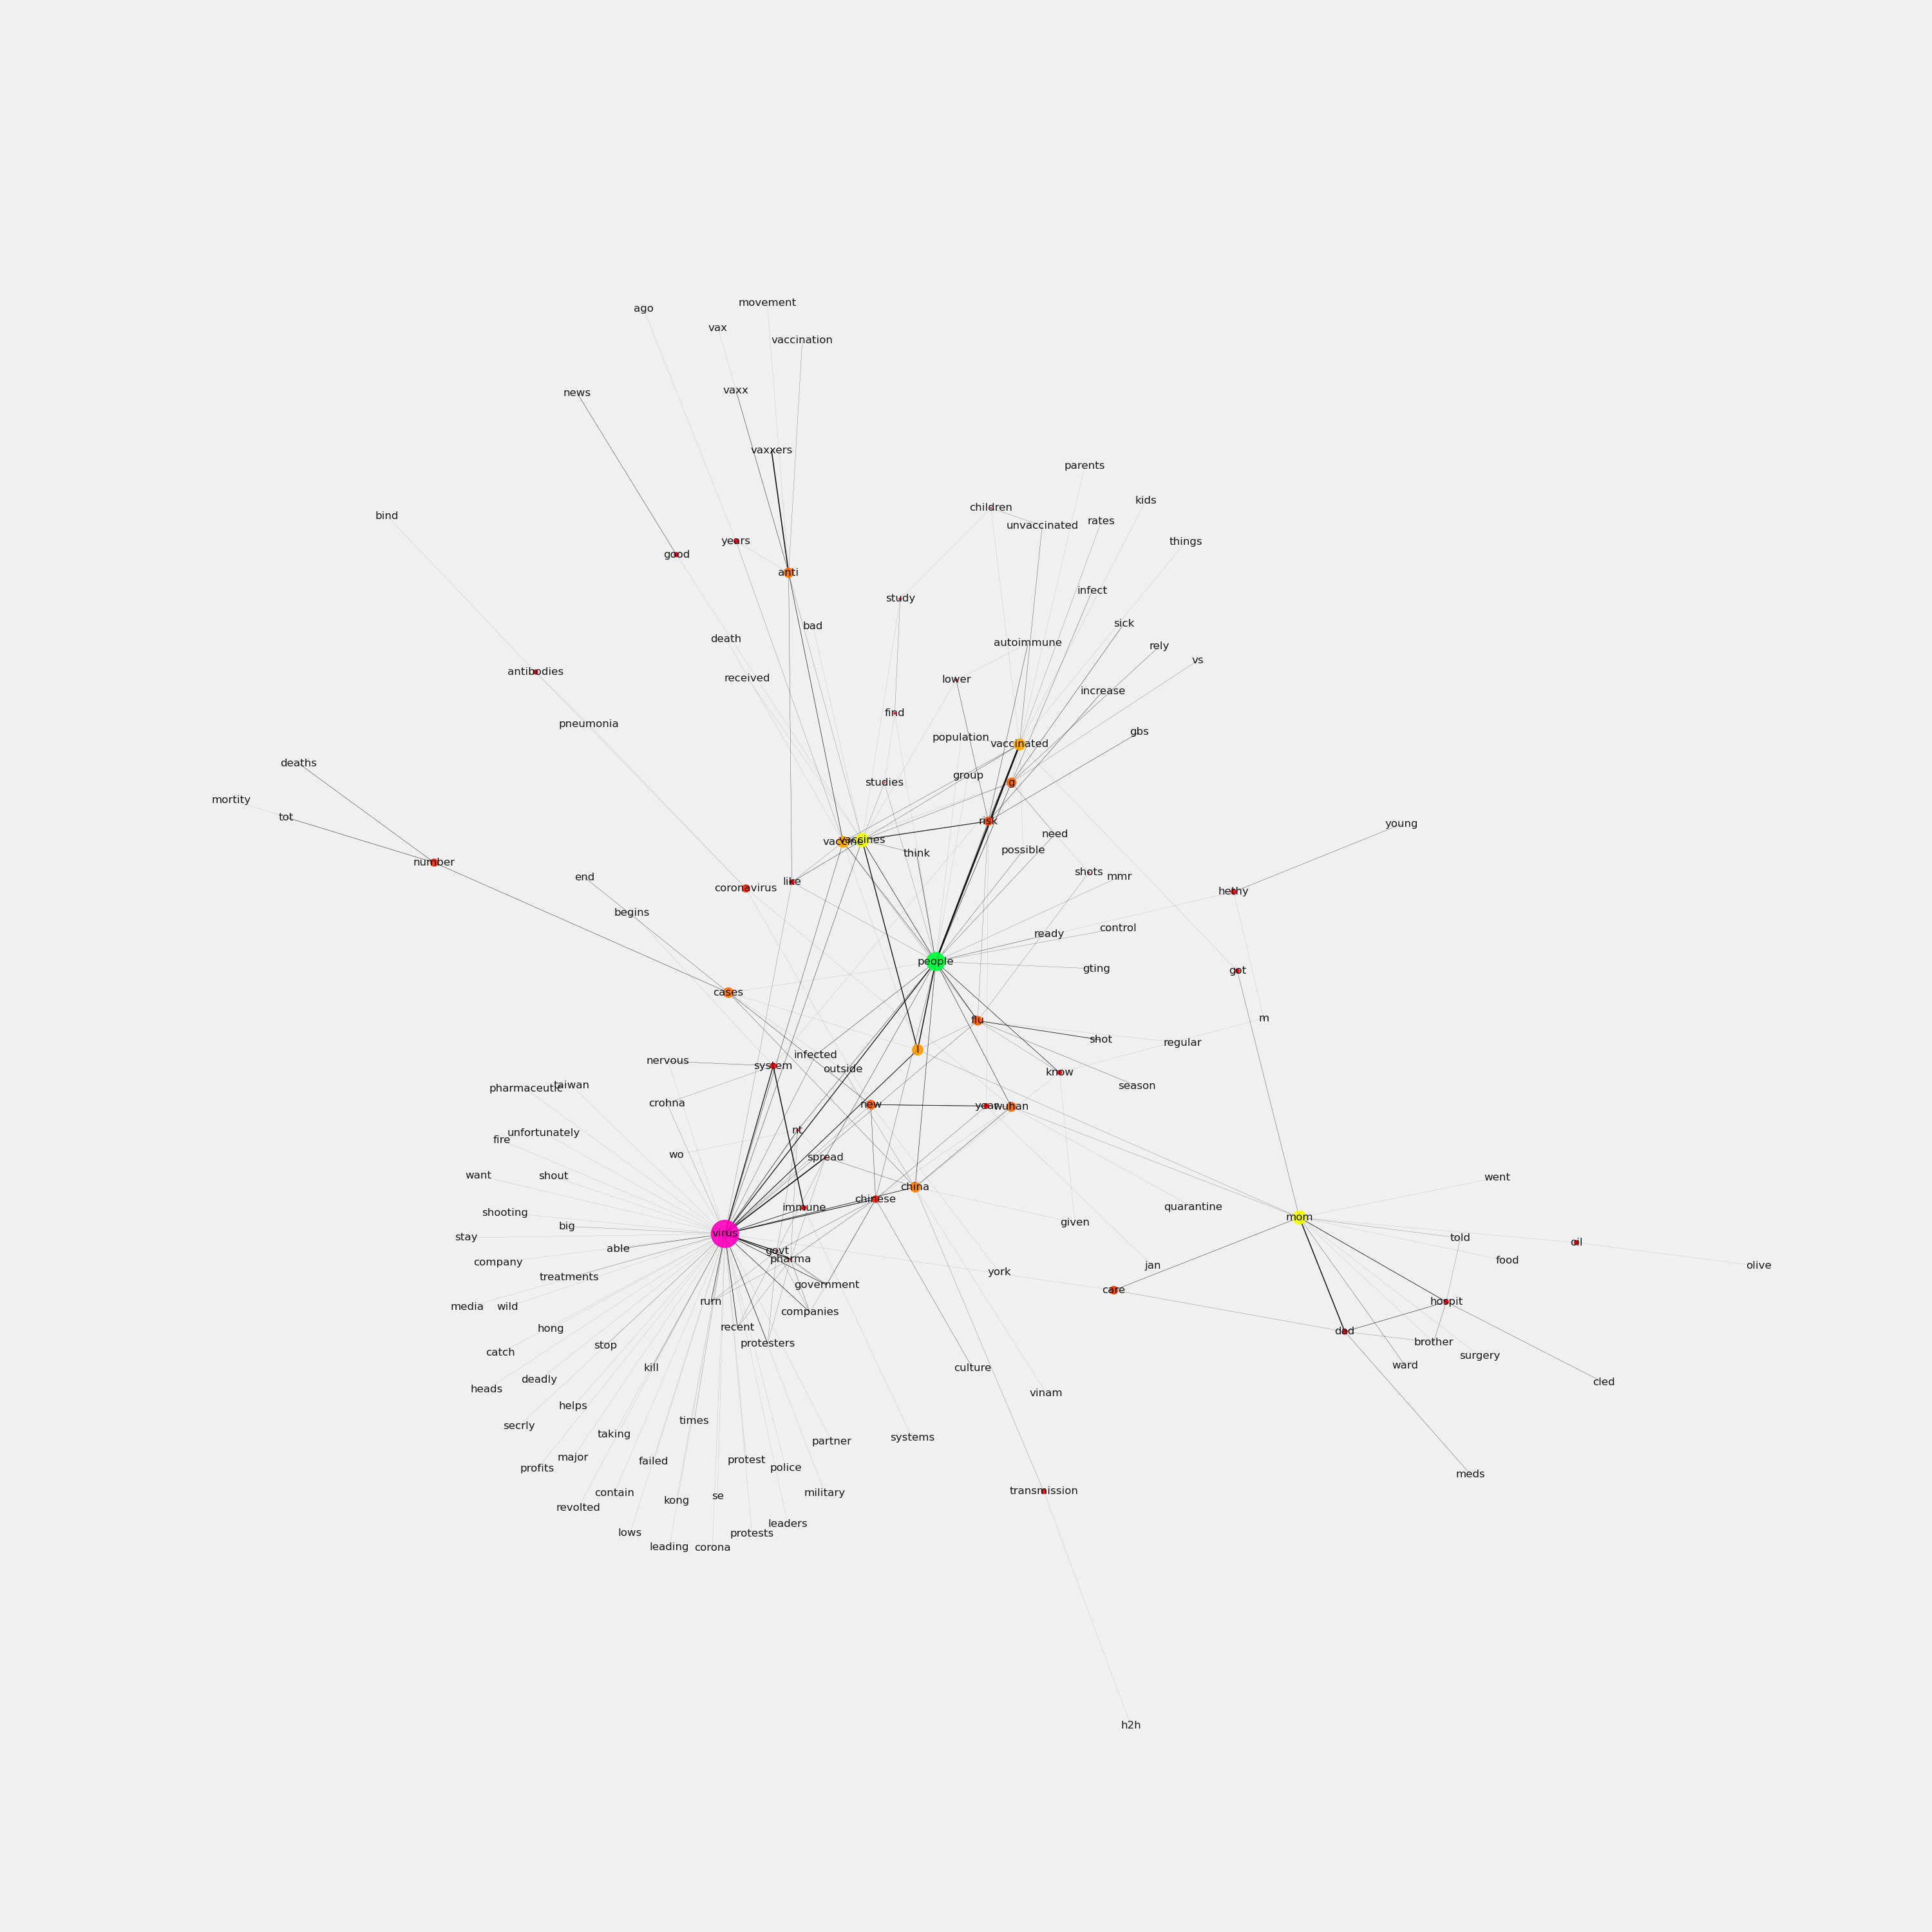 movement
ago
vax
vaccination
vaxx
news
vaxxers
parents
kids
children
bind
rates
unvaccinated
years
things
good
anti
infect
study
sick
bad
death
autoimmune
rely
vs
antibodies
received
lower
increase
find
pneumonia
gbs
population
vaccinated
deaths
group
studies
g
mortity
tot
risk
young
need
vaccine
vaccines
think
possible
number
shots
end
mmr
like
coronavirus
hethy
begins
control
ready
people
gting
got
cases
m
flu
shot
regular
l
infected
nervous
system
outside
know
taiwan
pharmaceutic
season
crohna
new
year
wuhan
nt
unfortunately
fire
wo
spread
want
shout
went
china
chinese
immune
quarantine
shooting
mom
given
big
virus
stay
told
oil
able
govt
pharma
food
company
jan
olive
york
treatments
government
care
rurn
hospit
media
wild
companies
recent
hong
dad
brother
protesters
stop
catch
surgery
ward
kill
culture
deadly
cled
heads
vinam
helps
times
secrly
taking
systems
partner
major
protest
failed
police
profits
meds
transmission
contain
military
se
kong
revolted
leaders
lows
protests
leading
corona
h2h